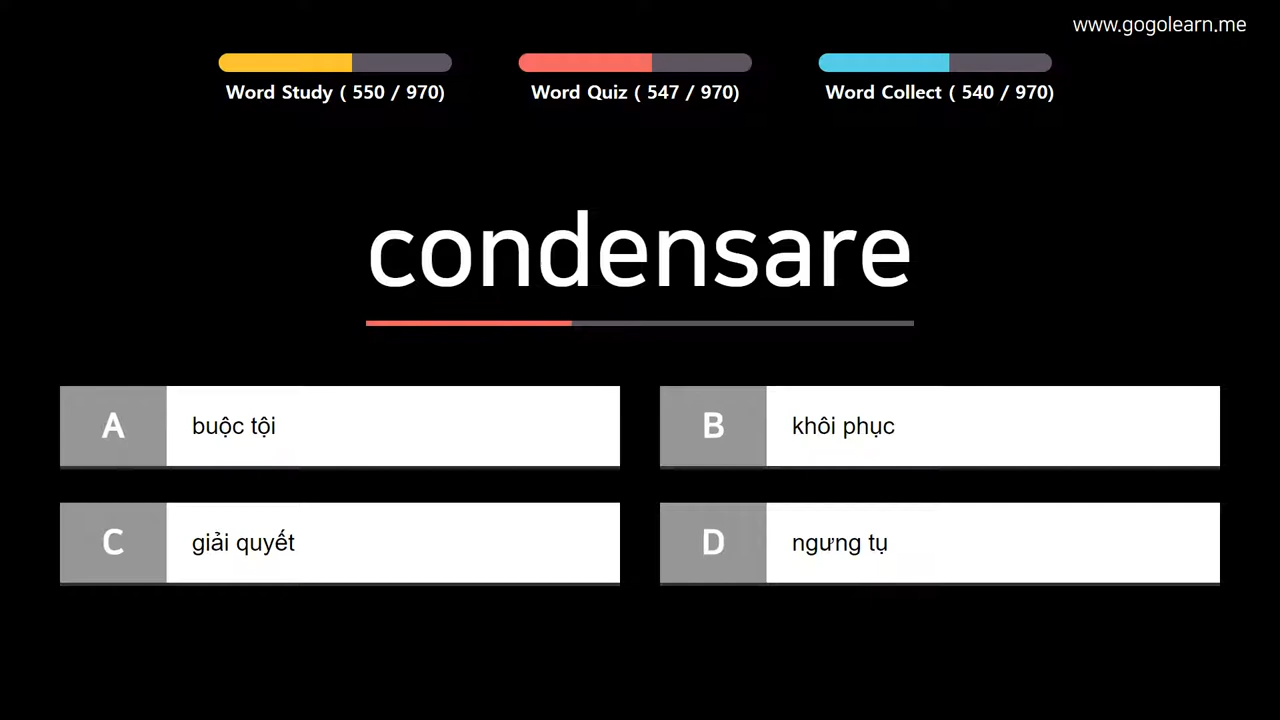 www.gogolearn.me
Word Study ( 550 / 970)
Word Quiz ( 547 / 970)
Word Collect ( 540 / 970)
condensare
A buộc tội
B khôi phục
C giải quyết
D ngưng tụ